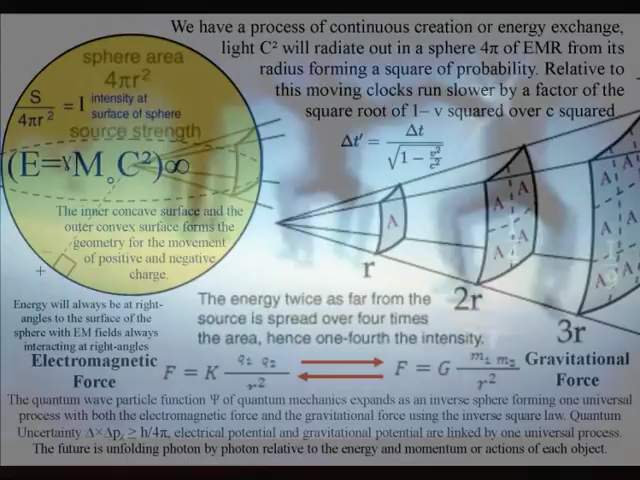 We have a process of continuous creation or energy exchange,
light C² will radiate out in a sphere 4π of EMR from its
radius forming a square of probability. Relative to
this moving clocks run slower by a factor of the
square root of 1– v squared over c squared
Δt' = Δt / √(1 − v²/c²)
sphere area
4πr²
S / 4πr² = I intensity at
surface of sphere
source strength
(E=ɣM˳C²)∞
The inner concave surface and the
outer convex surface forms the
geometry for the movement
of positive and negative
charge.
+
A
A A
A A
A A A
A A A
A A A
r
2r
3r
Energy will always be at right-
angles to the surface of the
sphere with EM fields always
interacting at right-angles
The energy twice as far from the
source is spread over four times
the area, hence one-fourth the intensity.
Electromagnetic
Force
F = K q₁ q₂ / r²
F = G m₁ m₂ / r²
Gravitational
Force
The quantum wave particle function Ψ of quantum mechanics expands as an inverse sphere forming one universal
process with both the electromagnetic force and the gravitational force using the inverse square law. Quantum
Uncertainty Δ×Δpₓ ≥ h/4π, electrical potential and gravitational potential are linked by one universal process.
The future is unfolding photon by photon relative to the energy and momentum or actions of each object.